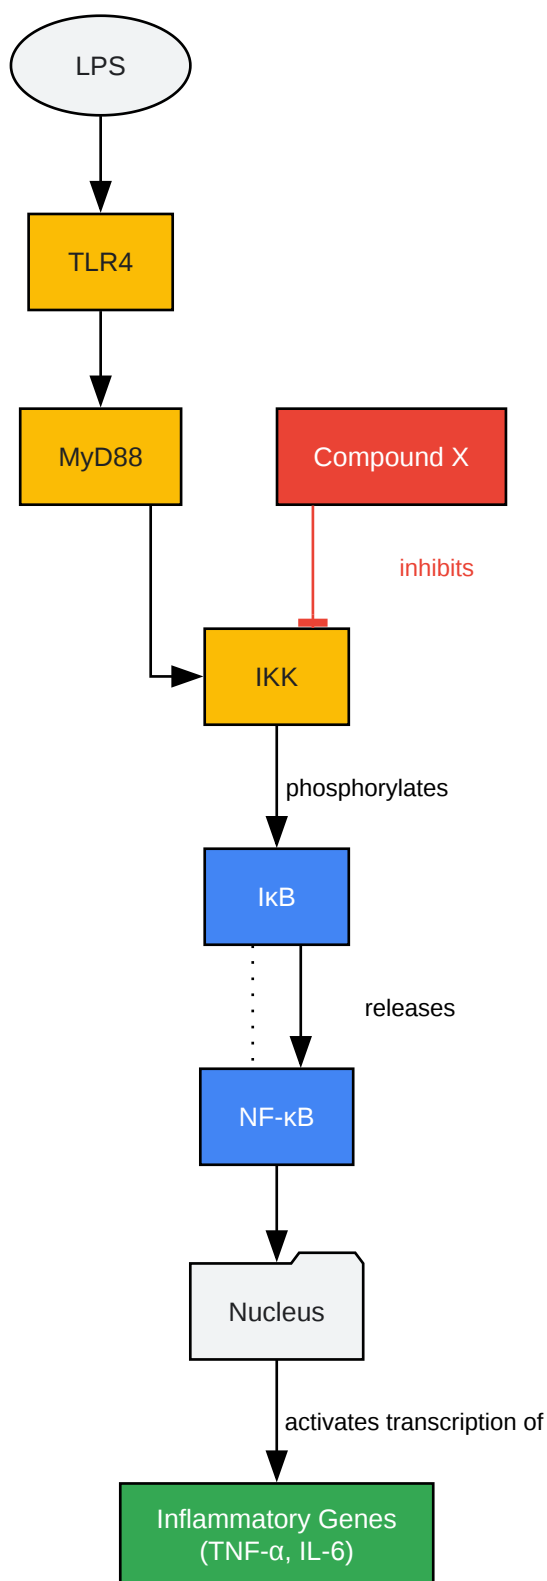 LPS
TLR4
MyD88
Compound X
inhibits
IKK
phosphorylates
IκB
releases
NF-κB
Nucleus
activates transcription of
Inflammatory Genes
(TNF-α, IL-6)